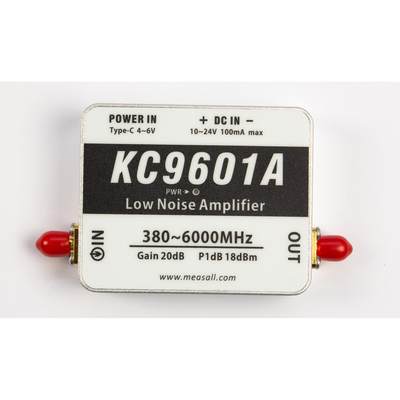 POWER IN + DC IN -
Type-C 4~6V 10~24V 100mA max
KC9601A
PWR
Low Noise Amplifier
IN
OUT
380~6000MHz
Gain 20dB P1dB 18dBm
www.measall.com